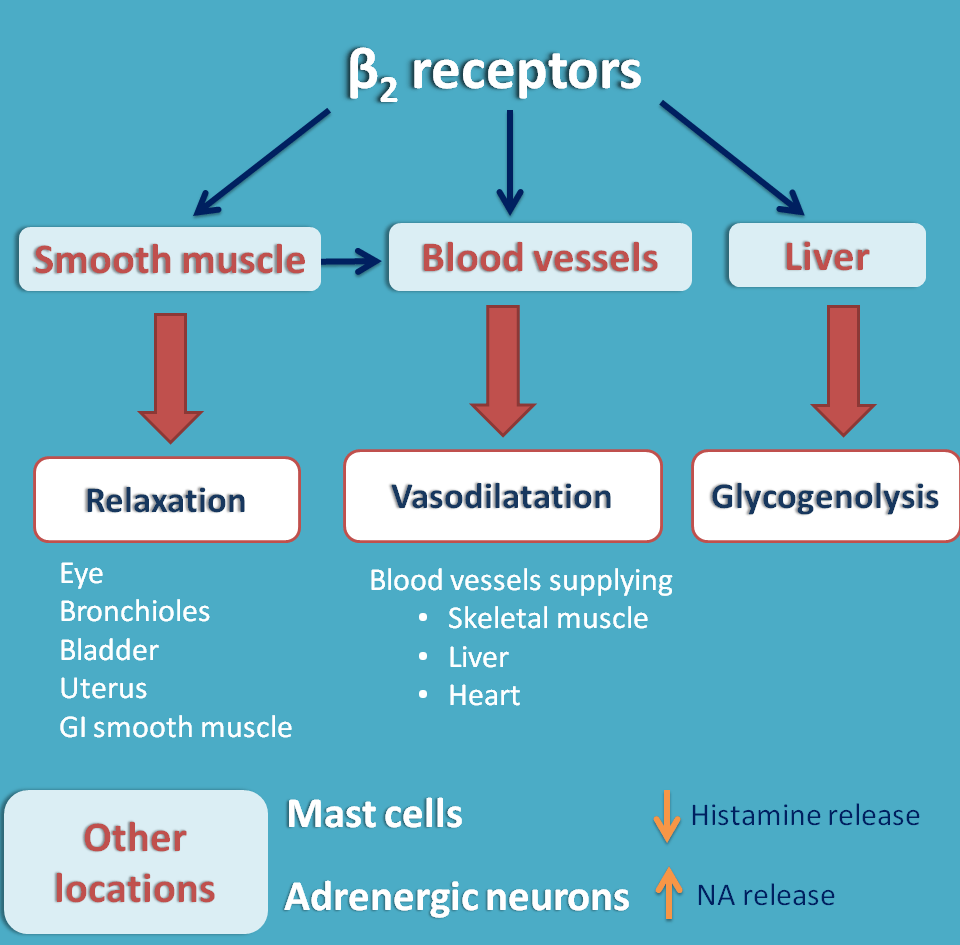 β₂ receptors
Smooth muscle
Blood vessels
Liver
Relaxation
Vasodilatation
Glycogenolysis
Eye
Bronchioles
Bladder
Uterus
GI smooth muscle
Blood vessels supplying
• Skeletal muscle
• Liver
• Heart
Other
locations
Mast cells
Histamine release
Adrenergic neurons
NA release